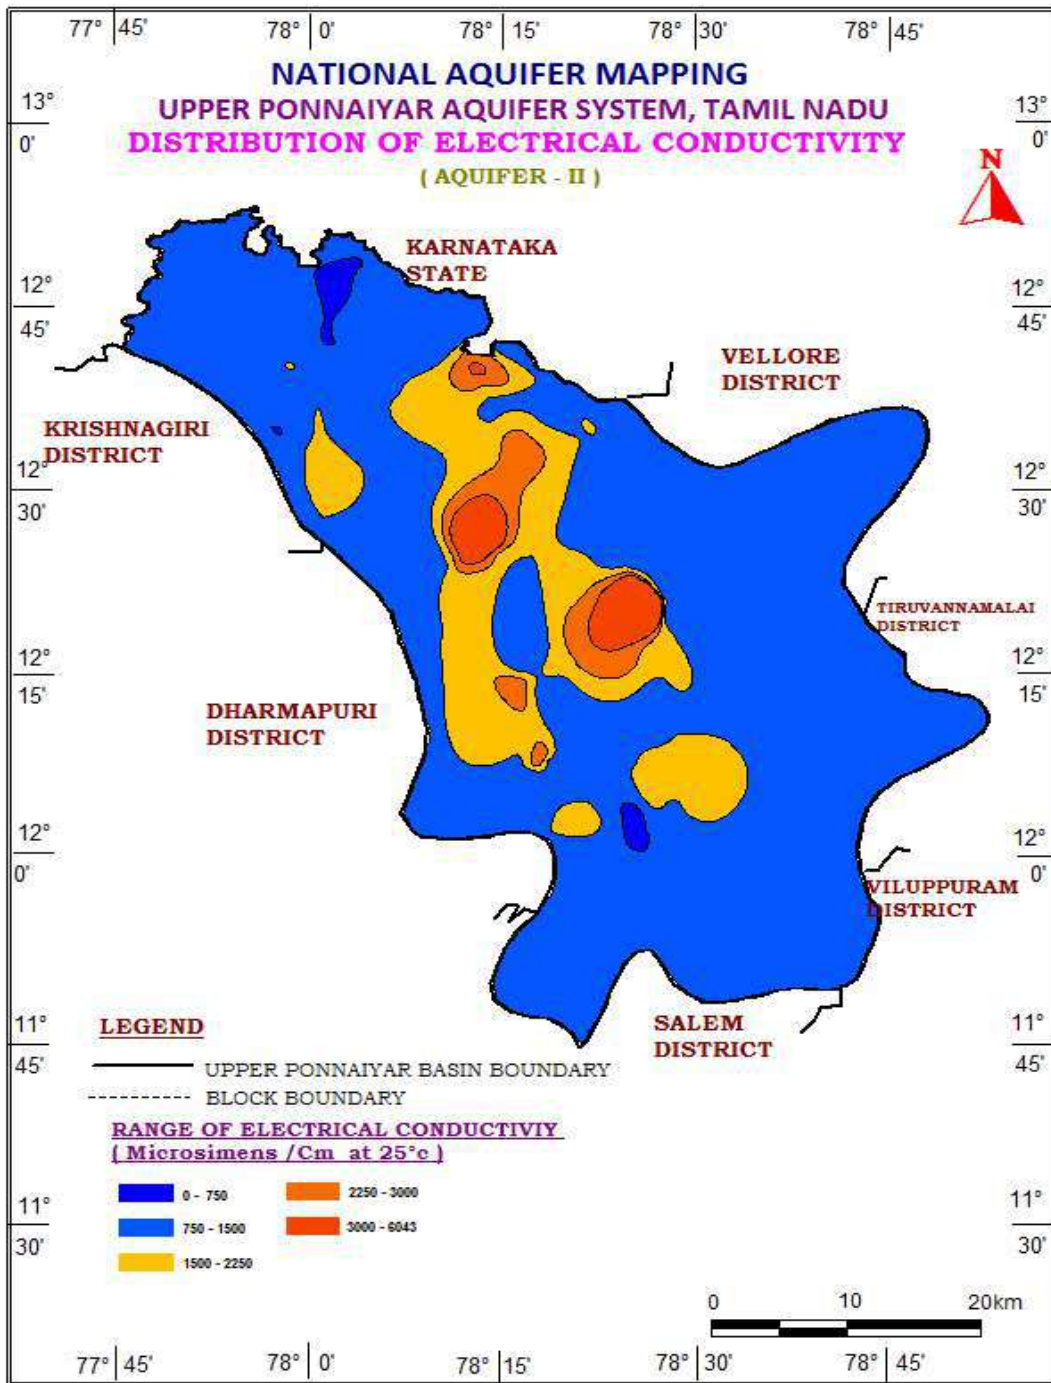 77° 45' 78° 0' 78° 15' 78° 30' 78° 45'
NATIONAL AQUIFER MAPPING
UPPER PONNAIYAR AQUIFER SYSTEM, TAMIL NADU
DISTRIBUTION OF ELECTRICAL CONDUCTIVITY
( AQUIFER - II )
13° 0'
13° 0'
N
KARNATAKA
STATE
12° 45'
12° 45'
VELLORE
DISTRICT
KRISHNAGIRI
DISTRICT
12° 30'
12° 30'
TIRUVANNAMALAI
DISTRICT
12° 15'
12° 15'
DHARMAPURI
DISTRICT
12° 0'
12° 0'
VILUPPURAM
DISTRICT
SALEM
DISTRICT
11° 45'
11° 45'
LEGEND
UPPER PONNAIYAR BASIN BOUNDARY
BLOCK BOUNDARY
RANGE OF ELECTRICAL CONDUCTIVIY
( Microsimens /Cm at 25°c )
0 - 750
2250 - 3000
750 - 1500
3000 - 6043
1500 - 2250
11° 30'
11° 30'
0 10 20km
77° 45' 78° 0' 78° 15' 78° 30' 78° 45'